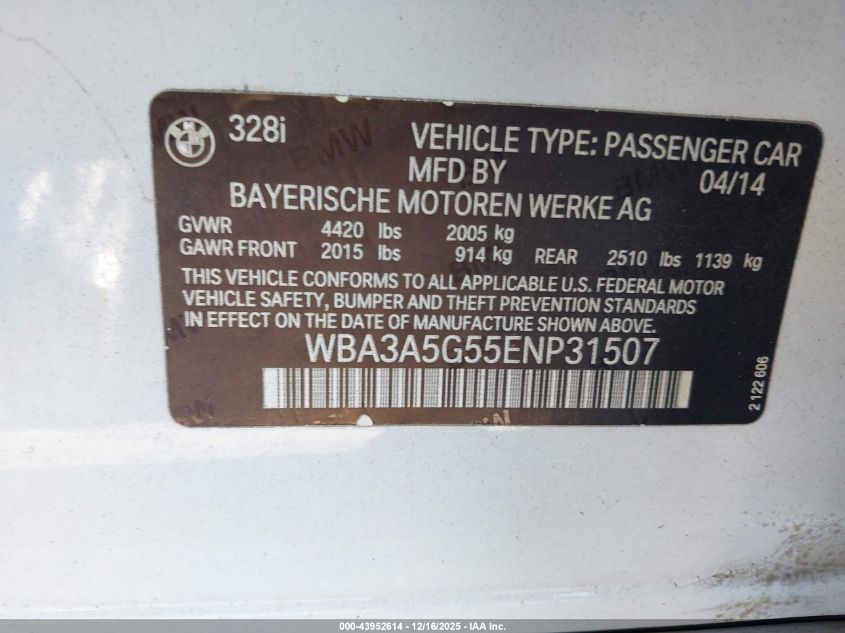 328i
VEHICLE TYPE: PASSENGER CAR
MFD BY 04/14
BAYERISCHE MOTOREN WERKE AG
GVWR 4420 lbs 2005 kg
GAWR FRONT 2015 lbs 914 kg REAR 2510 lbs 1139 kg
THIS VEHICLE CONFORMS TO ALL APPLICABLE U.S. FEDERAL MOTOR
VEHICLE SAFETY, BUMPER AND THEFT PREVENTION STANDARDS
IN EFFECT ON THE DATE OF MANUFACTURE SHOWN ABOVE.
WBA3A5G55ENP31507
2 122 606
000-43952614 - 12/16/2025 - IAA Inc.